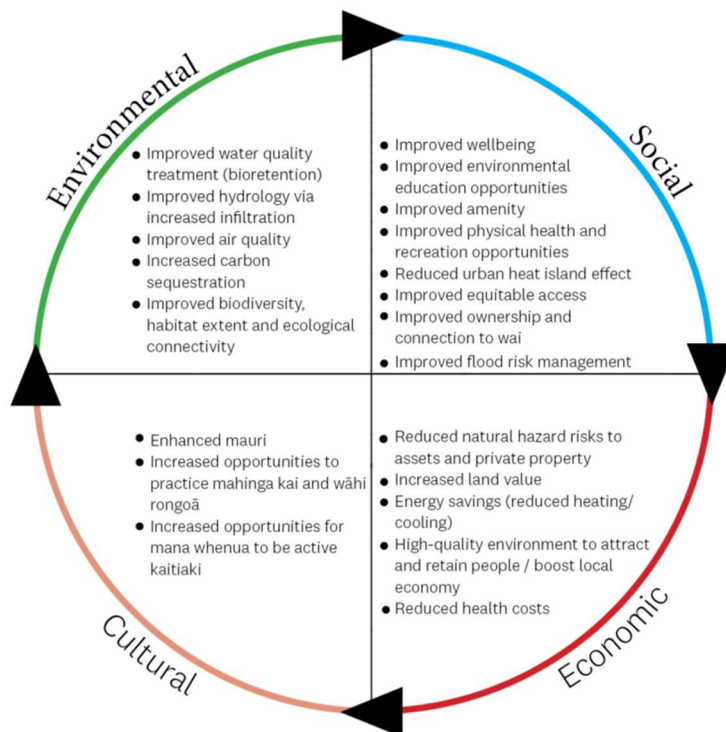 Environmental
● Improved water quality
treatment (bioretention)
● Improved hydrology via
increased infiltration
● Improved air quality
● Increased carbon
sequestration
● Improved biodiversity,
habitat extent and ecological
connectivity
Social
● Improved wellbeing
● Improved environmental
education opportunities
● Improved amenity
● Improved physical health and
recreation opportunities
● Reduced urban heat island effect
● Improved equitable access
● Improved ownership and
connection to wai
● Improved flood risk management
● Enhanced mauri
● Increased opportunities to
practice mahinga kai and wāhi
rongoā
● Increased opportunities for
mana whenua to be active
kaitiaki
Cultural
● Reduced natural hazard risks to
assets and private property
● Increased land value
● Energy savings (reduced heating/
cooling)
● High-quality environment to attract
and retain people / boost local
economy
● Reduced health costs
Economic